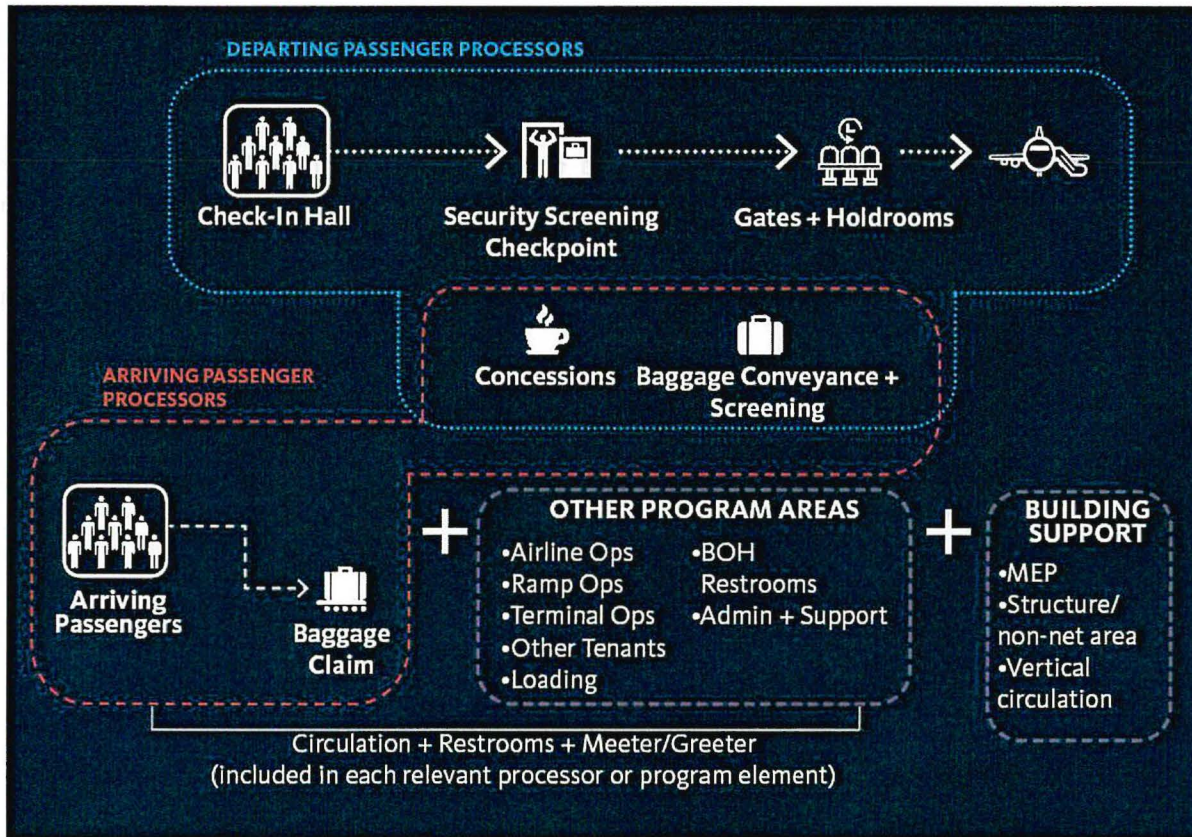 DEPARTING PASSENGER PROCESSORS
Check-In Hall
Security Screening
Checkpoint
Gates + Holdrooms
Concessions
Baggage Conveyance +
Screening
ARRIVING PASSENGER
PROCESSORS
Arriving
Passengers
Baggage
Claim
+
OTHER PROGRAM AREAS
•Airline Ops
•Ramp Ops
•Terminal Ops
•Other Tenants
•Loading
•BOH
Restrooms
•Admin + Support
+
BUILDING
SUPPORT
•MEP
•Structure/
non-net area
•Vertical
circulation
Circulation + Restrooms + Meeter/Greeter
(included in each relevant processor or program element)